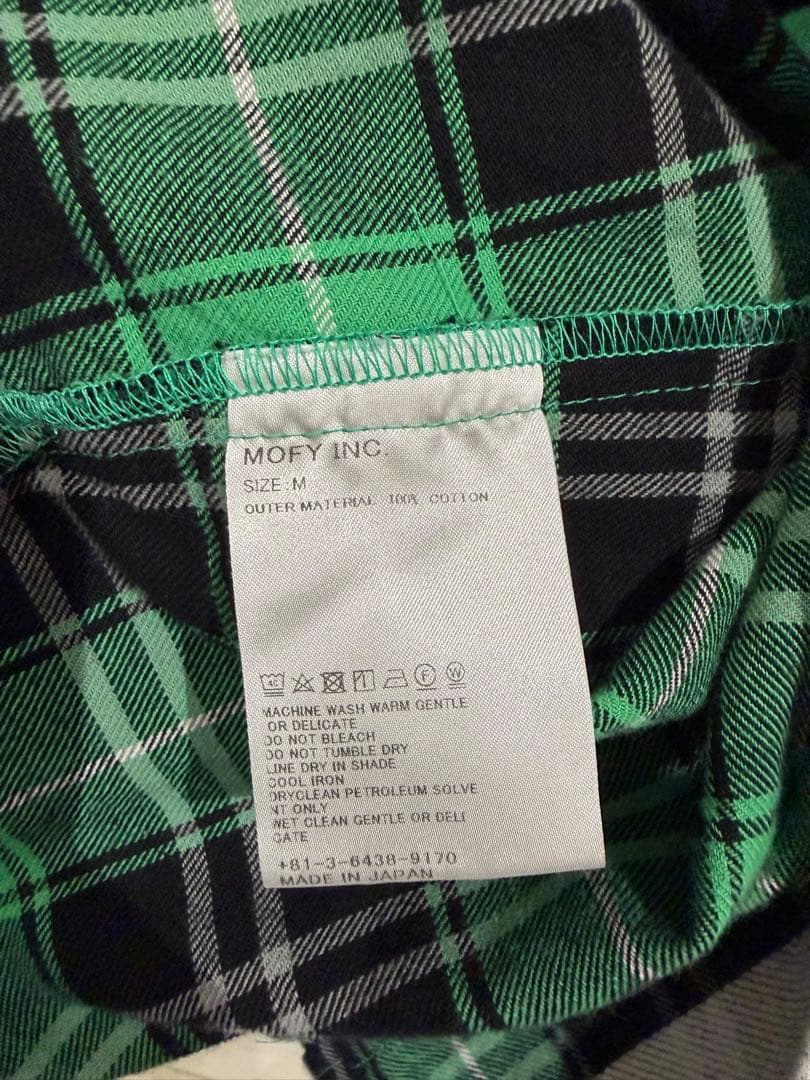 MOFY INC.
SIZE:M
OUTER MATERIAL 100% COTTON
40 F W
MACHINE WASH WARM GENTLE
OR DELICATE
DO NOT BLEACH
DO NOT TUMBLE DRY
LINE DRY IN SHADE
COOL IRON
DRYCLEAN PETROLEUM SOLVE
NT ONLY
WET CLEAN GENTLE OR DELI
CATE
+81-3-6438-9170
MADE IN JAPAN